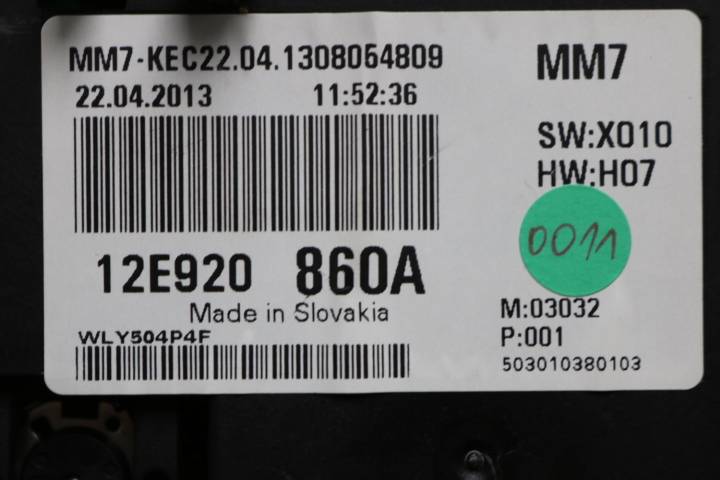 MM7-KEC22.04.1308054809
MM7
22.04.2013 11:52:36
SW:X010
HW:H07
0011
12E920 860A
Made in Slovakia
M:03032
WLY504P4F
P:001
503010380103